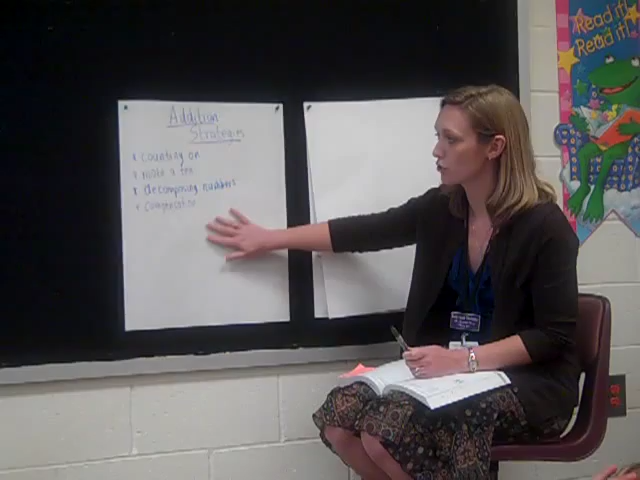 Addition
Strategies
* counting on
* make a ten
* decomposing numbers
* compensation
Read it!
Read it!